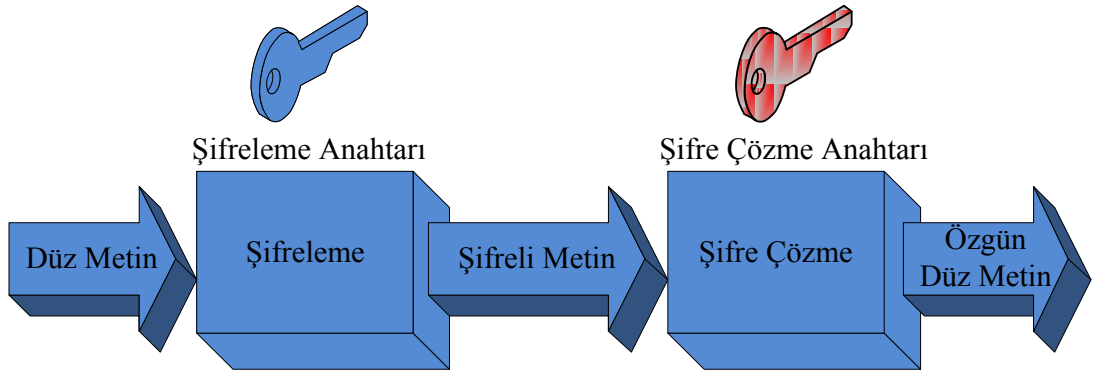 Şifreleme Anahtarı
Şifre Çözme Anahtarı
Düz Metin
Şifreleme
Şifreli Metin
Şifre Çözme
Özgün
Düz Metin